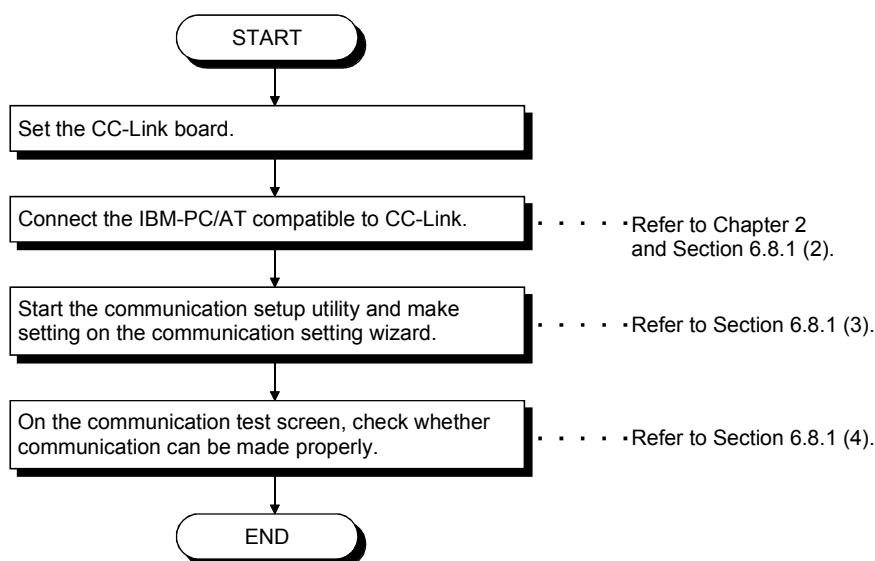 START
Set the CC-Link board.
Connect the IBM-PC/AT compatible to CC-Link.
Refer to Chapter 2
and Section 6.8.1 (2).
Start the communication setup utility and make
setting on the communication setting wizard.
Refer to Section 6.8.1 (3).
On the communication test screen, check whether
communication can be made properly.
Refer to Section 6.8.1 (4).
END